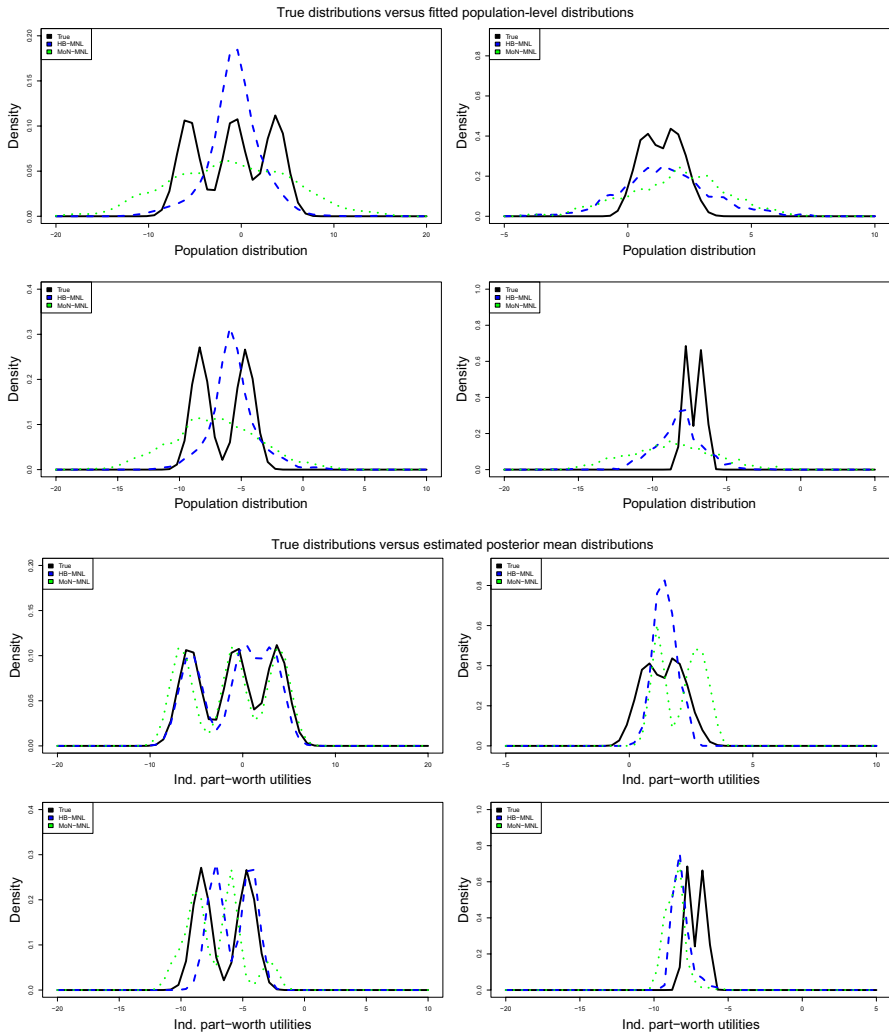 True distributions versus fitted population-level distributions
True
HB−MNL
MoN−MNL
Density
0.00 0.05 0.10 0.15 0.20
−20 −10 0 10 20
Population distribution
True
HB−MNL
MoN−MNL
Density
0.0 0.2 0.4 0.6 0.8
−5 0 5 10
Population distribution
True
HB−MNL
MoN−MNL
Density
0.0 0.1 0.2 0.3 0.4
−20 −15 −10 −5 0 5 10
Population distribution
True
HB−MNL
MoN−MNL
Density
0.0 0.2 0.4 0.6 0.8 1.0
−20 −15 −10 −5 0 5
Population distribution
True distributions versus estimated posterior mean distributions
True
HB−MNL
MoN−MNL
Density
0.00 0.05 0.10 0.15 0.20
−20 −10 0 10 20
Ind. part−worth utilities
True
HB−MNL
MoN−MNL
Density
0.0 0.2 0.4 0.6 0.8
−5 0 5 10
Ind. part−worth utilities
True
HB−MNL
MoN−MNL
Density
0.0 0.1 0.2 0.3 0.4
−20 −15 −10 −5 0 5 10
Ind. part−worth utilities
True
HB−MNL
MoN−MNL
Density
0.0 0.2 0.4 0.6 0.8 1.0
−20 −15 −10 −5 0 5
Ind. part−worth utilities